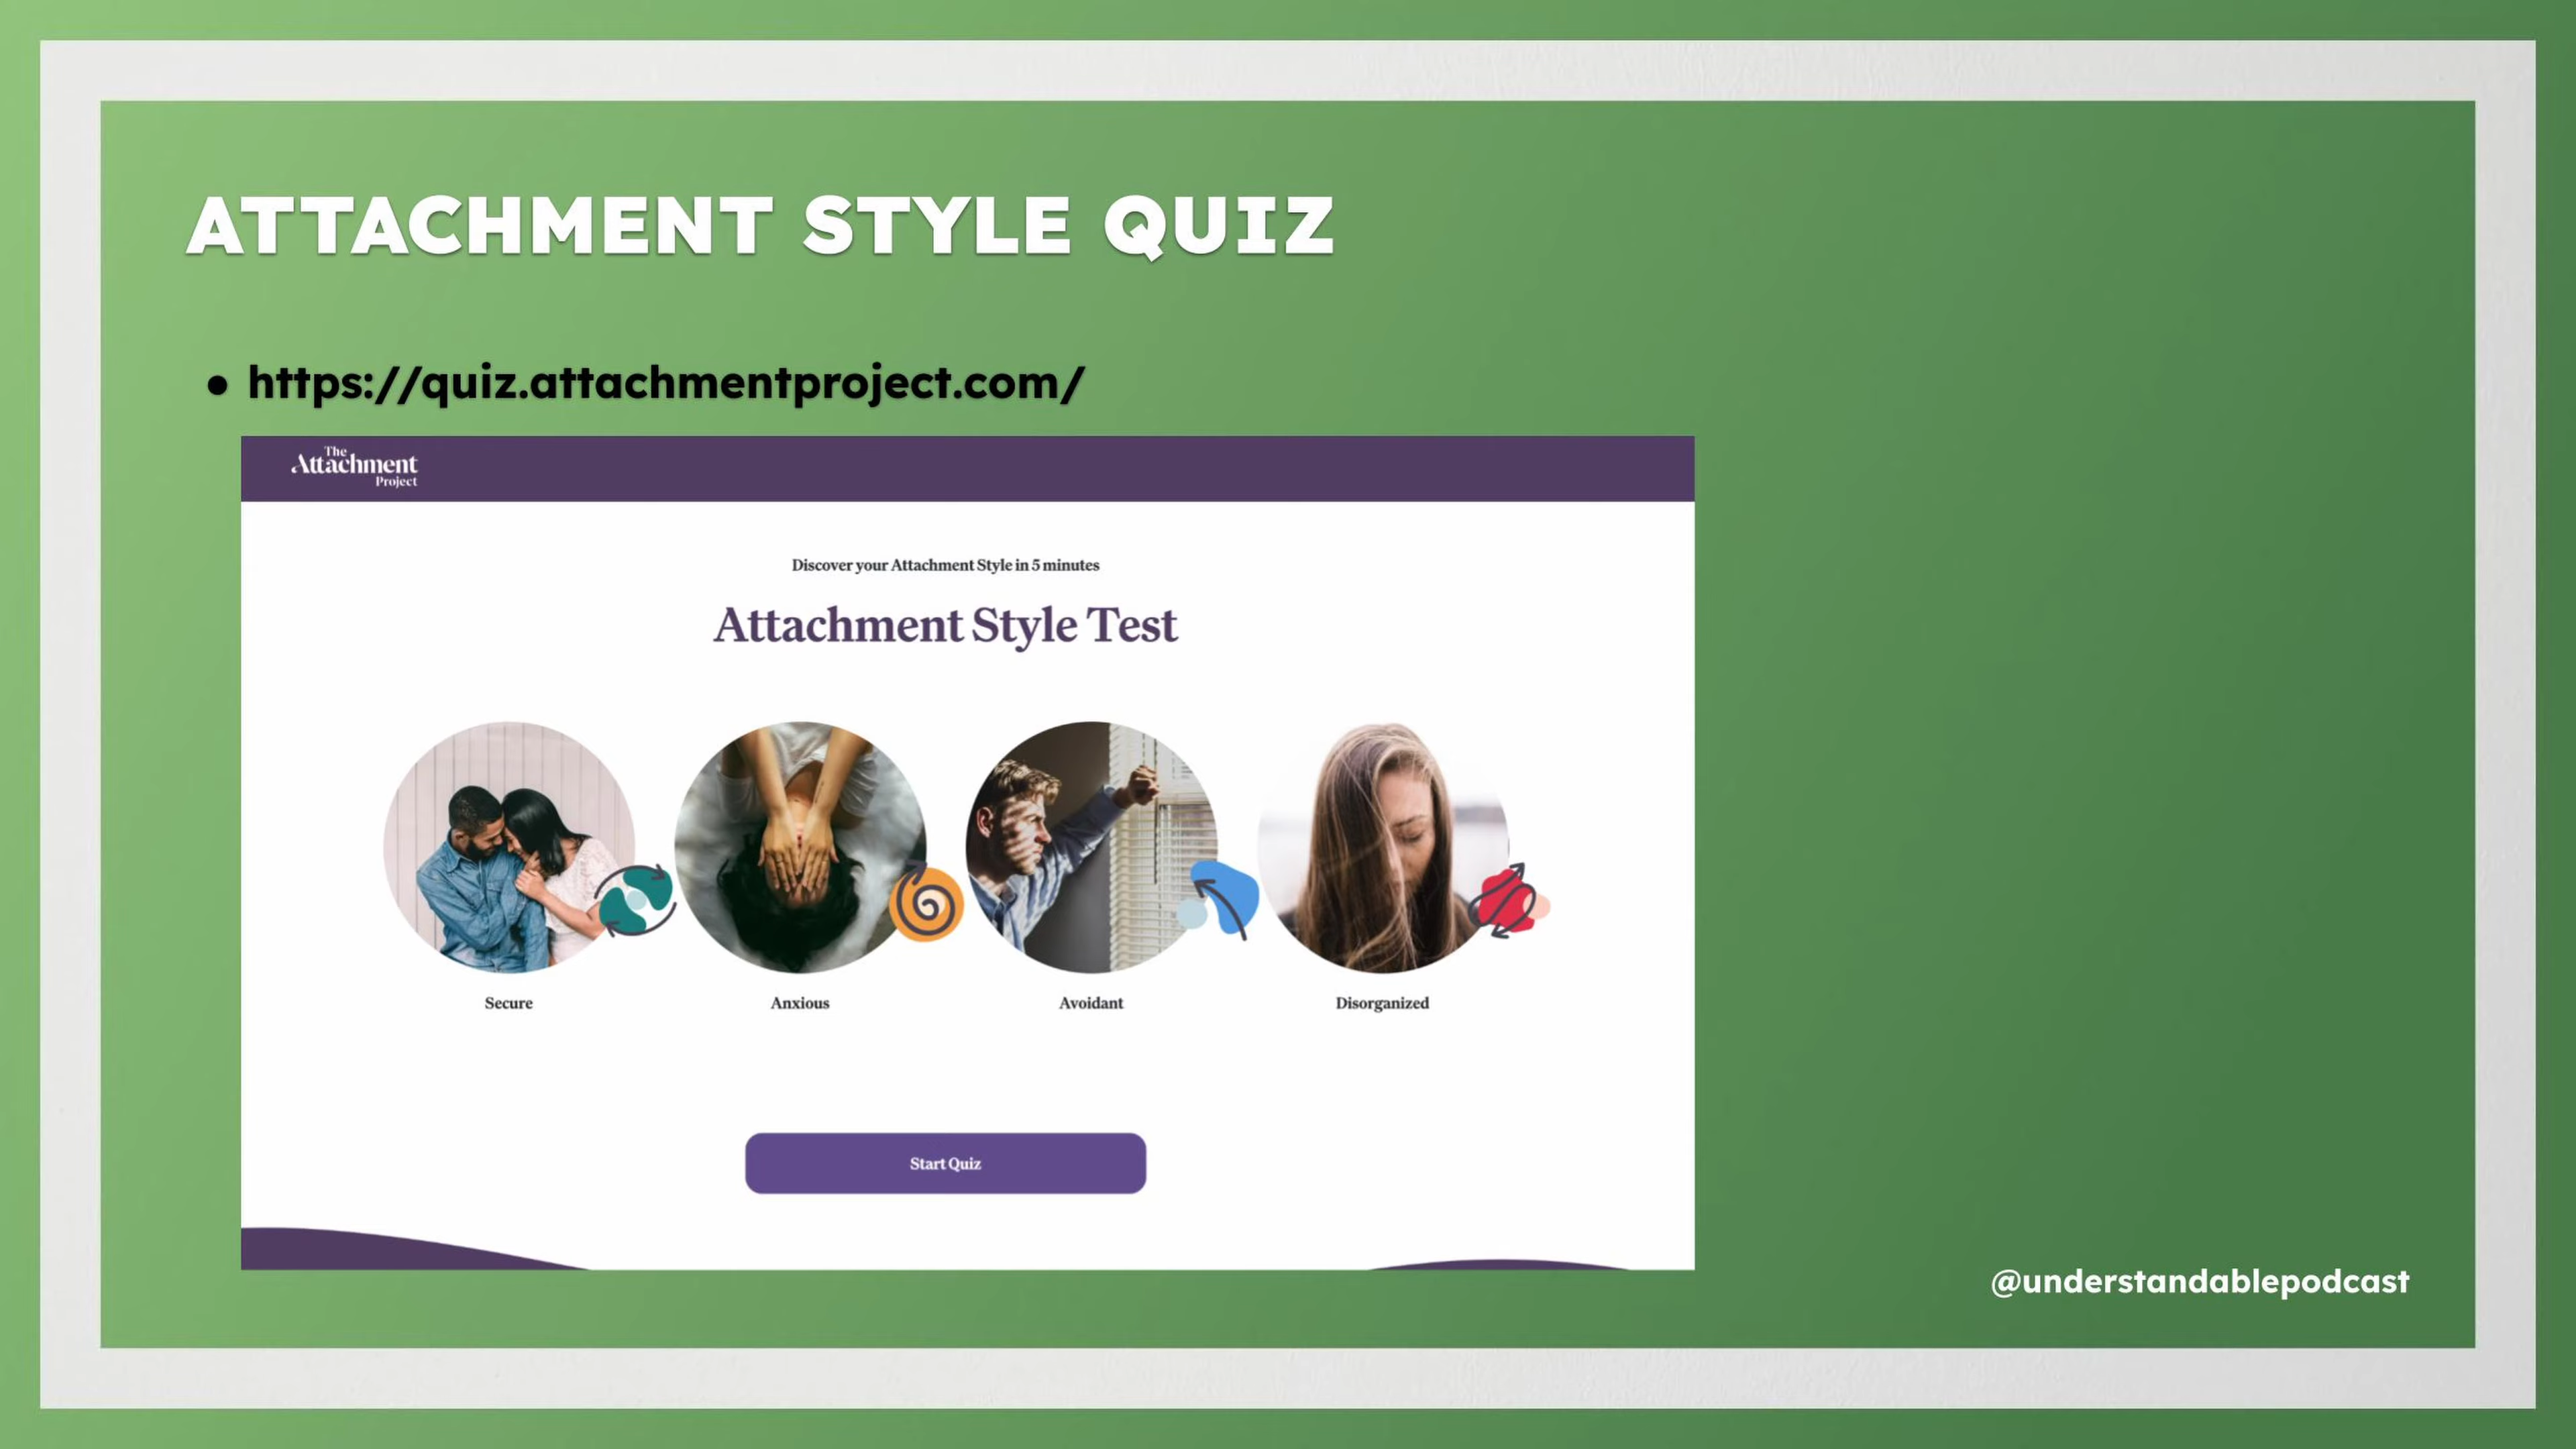 ATTACHMENT STYLE QUIZ
• https://quiz.attachmentproject.com/
The
Attachment
Project
Discover your Attachment Style in 5 minutes
Attachment Style Test
Secure
Anxious
Avoidant
Disorganized
Start Quiz
@understandablepodcast